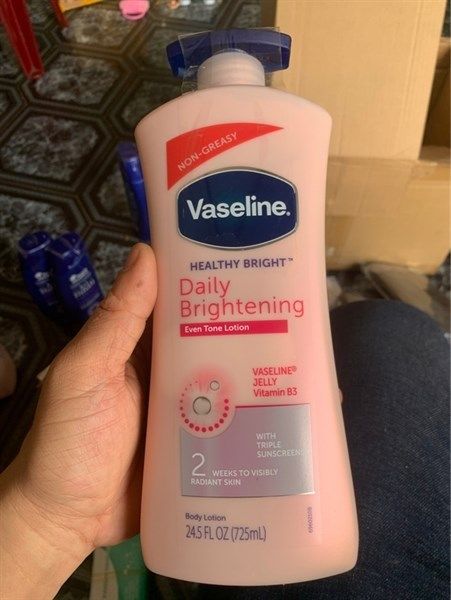 NON-GREASY
Vaseline®
HEALTHY BRIGHT™
Daily
Brightening
Even Tone Lotion
VASELINE®
JELLY
Vitamin B3
WITH
TRIPLE
SUNSCREENS
2 WEEKS TO VISIBLY
RADIANT SKIN
Body Lotion
24.5 FL OZ (725mL)